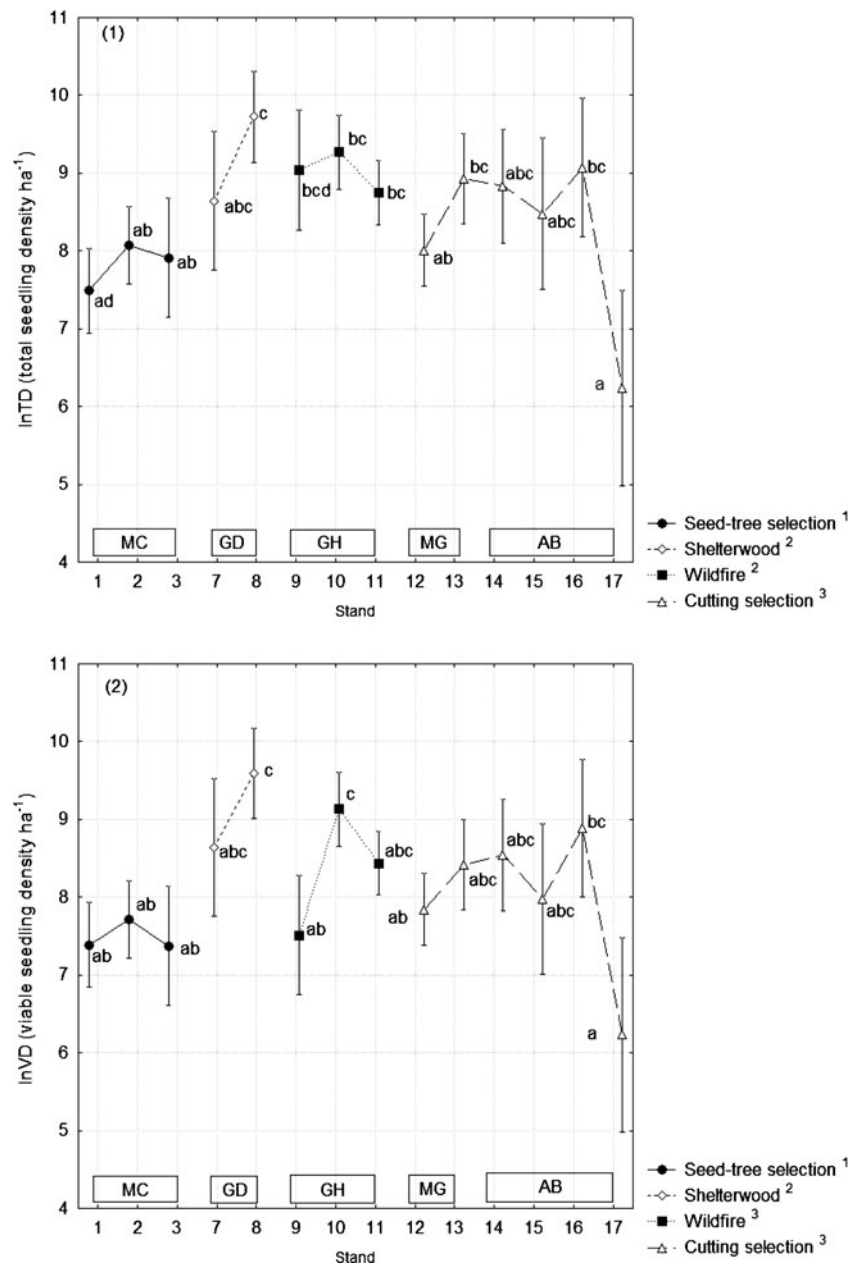 (1)
lnTD (total seedling density ha-1)
11
10
9
8
7
6
5
4
ad
ab
ab
abc
c
bcd
bc
bc
ab
bc
abc
abc
bc
a
MC
GD
GH
MG
AB
1 2 3 7 8 9 10 11 12 13 14 15 16 17
Stand
Seed-tree selection 1
Shelterwood 2
Wildfire 2
Cutting selection 3
(2)
lnVD (viable seedling density ha-1)
11
10
9
8
7
6
5
4
ab
ab
ab
abc
c
ab
c
abc
ab
abc
abc
abc
bc
a
MC
GD
GH
MG
AB
1 2 3 7 8 9 10 11 12 13 14 15 16 17
Stand
Seed-tree selection 1
Shelterwood 2
Wildfire 3
Cutting selection 3